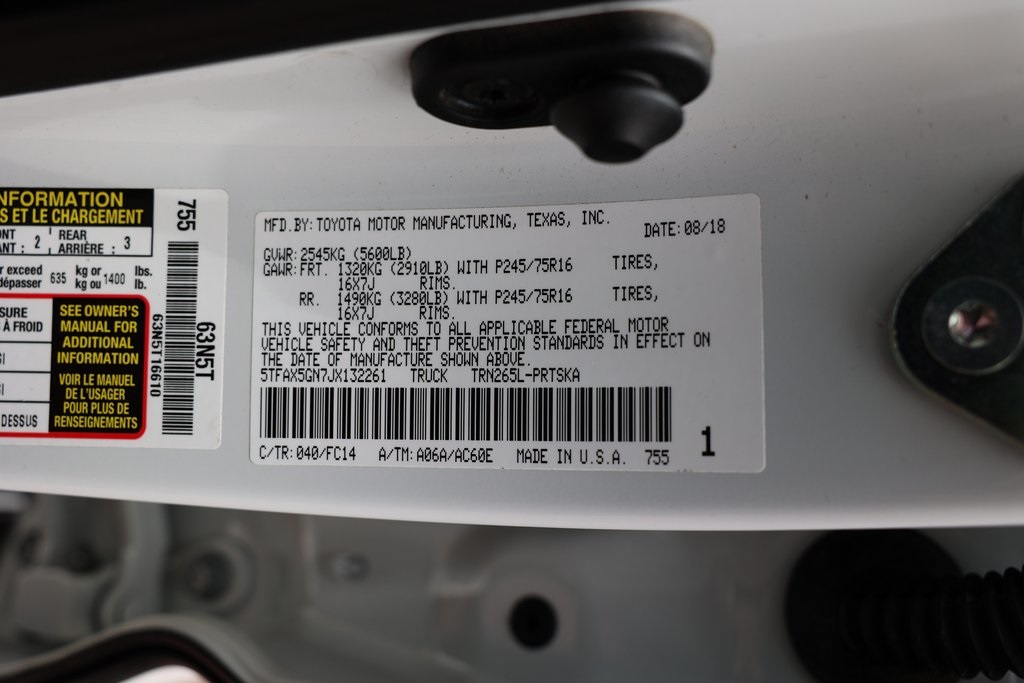 NFORMATION
S ET LE CHARGEMENT
ONT : 2 REAR : 3
ANT ARRIÈRE
r exceed 635 kg or 1400 lbs.
dépasser kg ou lb.
SURE
À FROID
SI
SI
DESSUS
SEE OWNER'S
MANUAL FOR
ADDITIONAL
INFORMATION
VOIR LE MANUEL
DE L'USAGER
POUR PLUS DE
RENSEIGNEMENTS
755
63N5T16610
63N5T
MFD.BY:TOYOTA MOTOR MANUFACTURING, TEXAS, INC.
DATE:08/18
GVWR:2545KG (5600LB)
GAWR:FRT. 1320KG (2910LB) WITH P245/75R16 TIRES,
16X7J RIMS.
RR. 1490KG (3280LB) WITH P245/75R16 TIRES,
16X7J RIMS.
THIS VEHICLE CONFORMS TO ALL APPLICABLE FEDERAL MOTOR
VEHICLE SAFETY AND THEFT PREVENTION STANDARDS IN EFFECT ON
THE DATE OF MANUFACTURE SHOWN ABOVE.
5TFAX5GN7JX132261 TRUCK TRN265L-PRTSKA
C/TR:040/FC14 A/TM:A06A/AC60E MADE IN U.S.A. 755
1